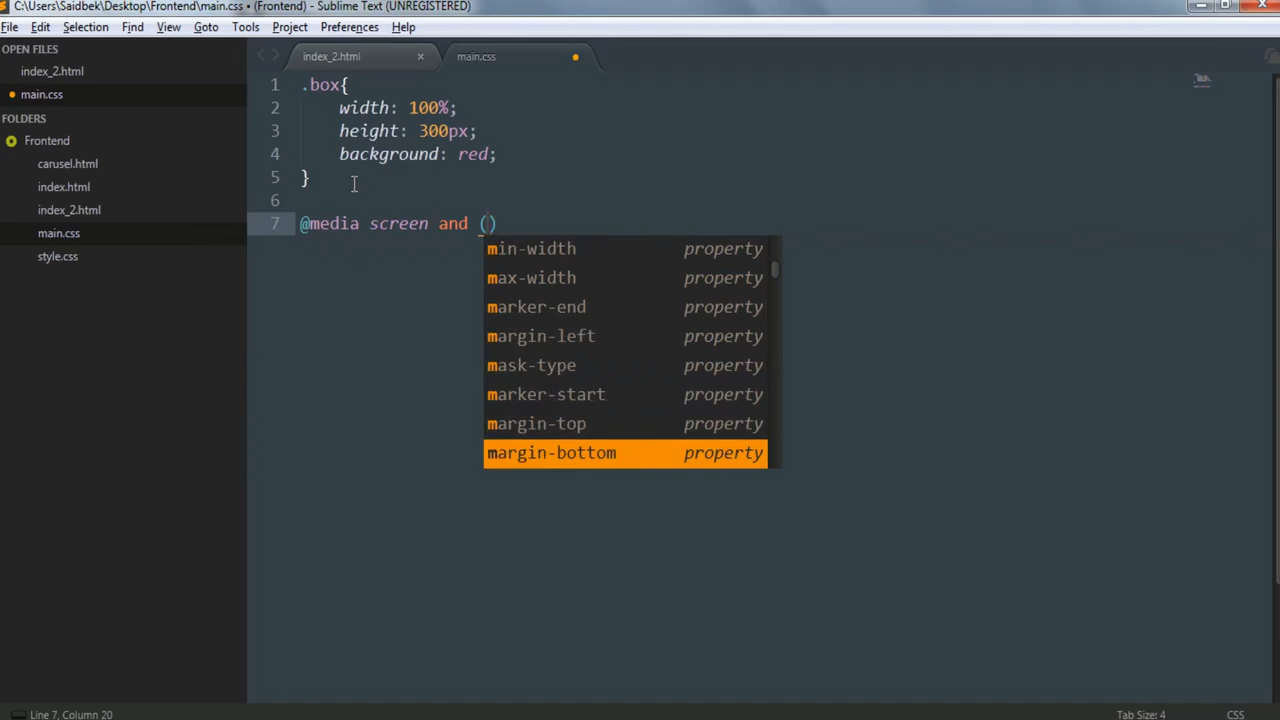 C:\Users\Saidbek\Desktop\Frontend\main.css • (Frontend) - Sublime Text (UNREGISTERED)
File Edit Selection Find View Goto Tools Project Preferences Help
OPEN FILES
index_2.html
main.css
FOLDERS
Frontend
carusel.html
index.html
index_2.html
main.css
style.css
index_2.html × main.css
1 .box{
2 width: 100%;
3 height: 300px;
4 background: red;
5 }
6
7 @media screen and ()
min-width property
max-width property
marker-end property
margin-left property
mask-type property
marker-start property
margin-top property
margin-bottom property
Line 7, Column 20 Tab Size: 4 CSS